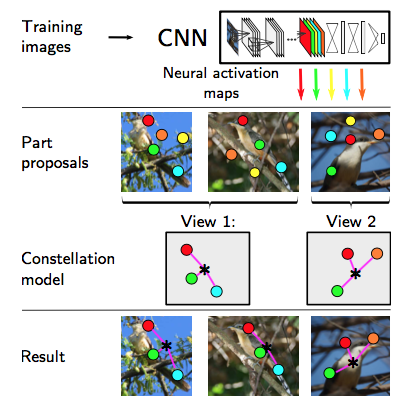 Training
images
CNN
Neural activation
maps
Part
proposals
View 1:
View 2
Constellation
model
Result